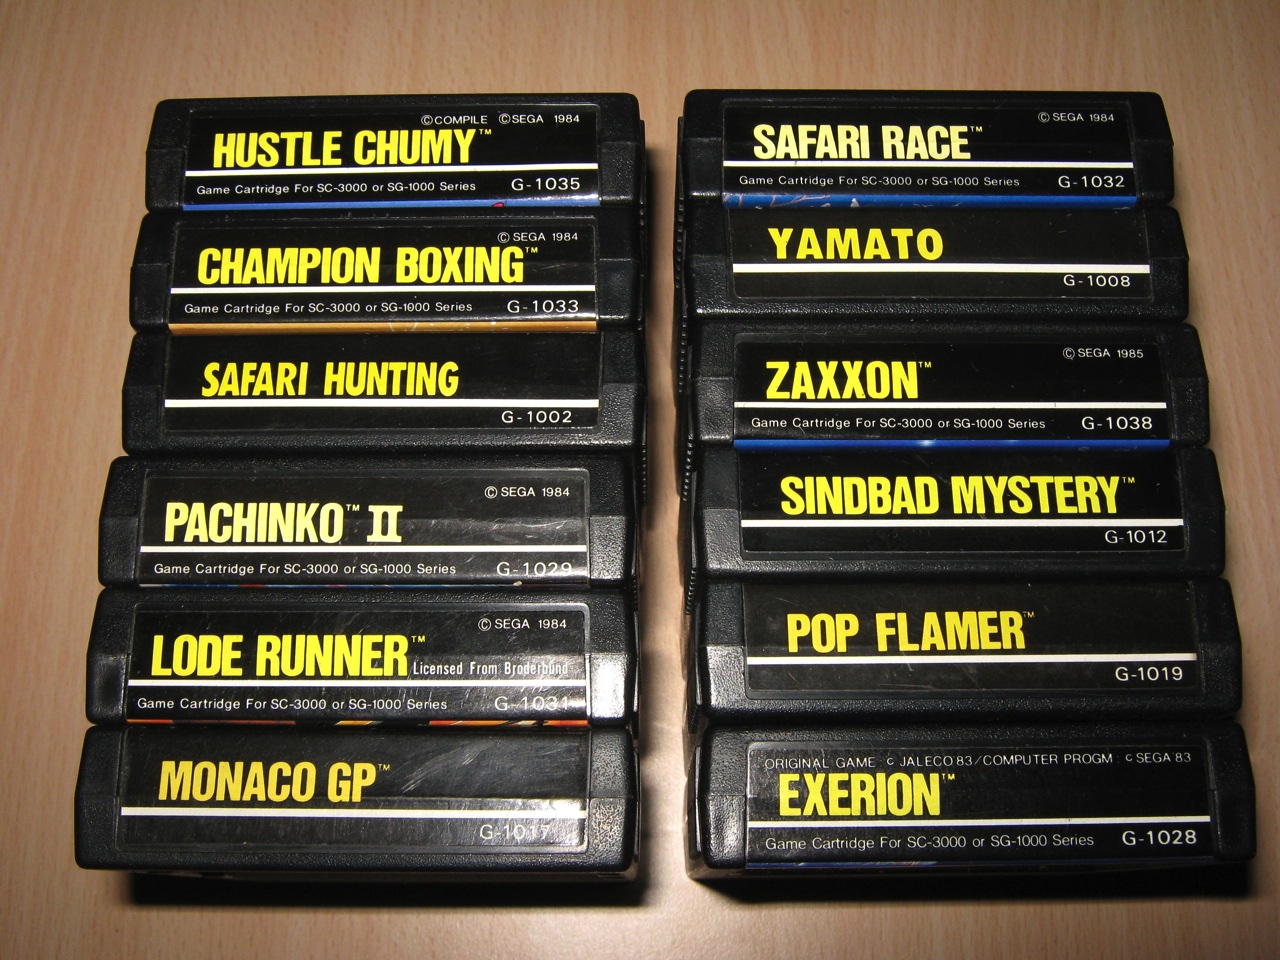 ©COMPILE ©SEGA 1984
HUSTLE CHUMY™
Game Cartridge For SC-3000 or SG-1000 Series G-1035
©SEGA 1984
CHAMPION BOXING™
Game Cartridge For SC-3000 or SG-1000 Series G-1033
SAFARI HUNTING
G-1002
©SEGA 1984
PACHINKO™ II
Game Cartridge For SC-3000 or SG-1000 Series G-1029
©SEGA 1984
LODE RUNNER™ Licensed From Broderbund
Game Cartridge For SC-3000 or SG-1000 Series G-1031
MONACO GP™
G-1017
©SEGA 1984
SAFARI RACE™
Game Cartridge For SC-3000 or SG-1000 Series G-1032
YAMATO
G-1008
©SEGA 1985
ZAXXON™
Game Cartridge For SC-3000 or SG-1000 Series G-1038
SINDBAD MYSTERY™
G-1012
POP FLAMER™
G-1019
ORIGINAL GAME c JALECO 83/COMPUTER PROGM c SEGA '83
EXERION™
Game Cartridge For SC-3000 or SG-1000 Series G-1028